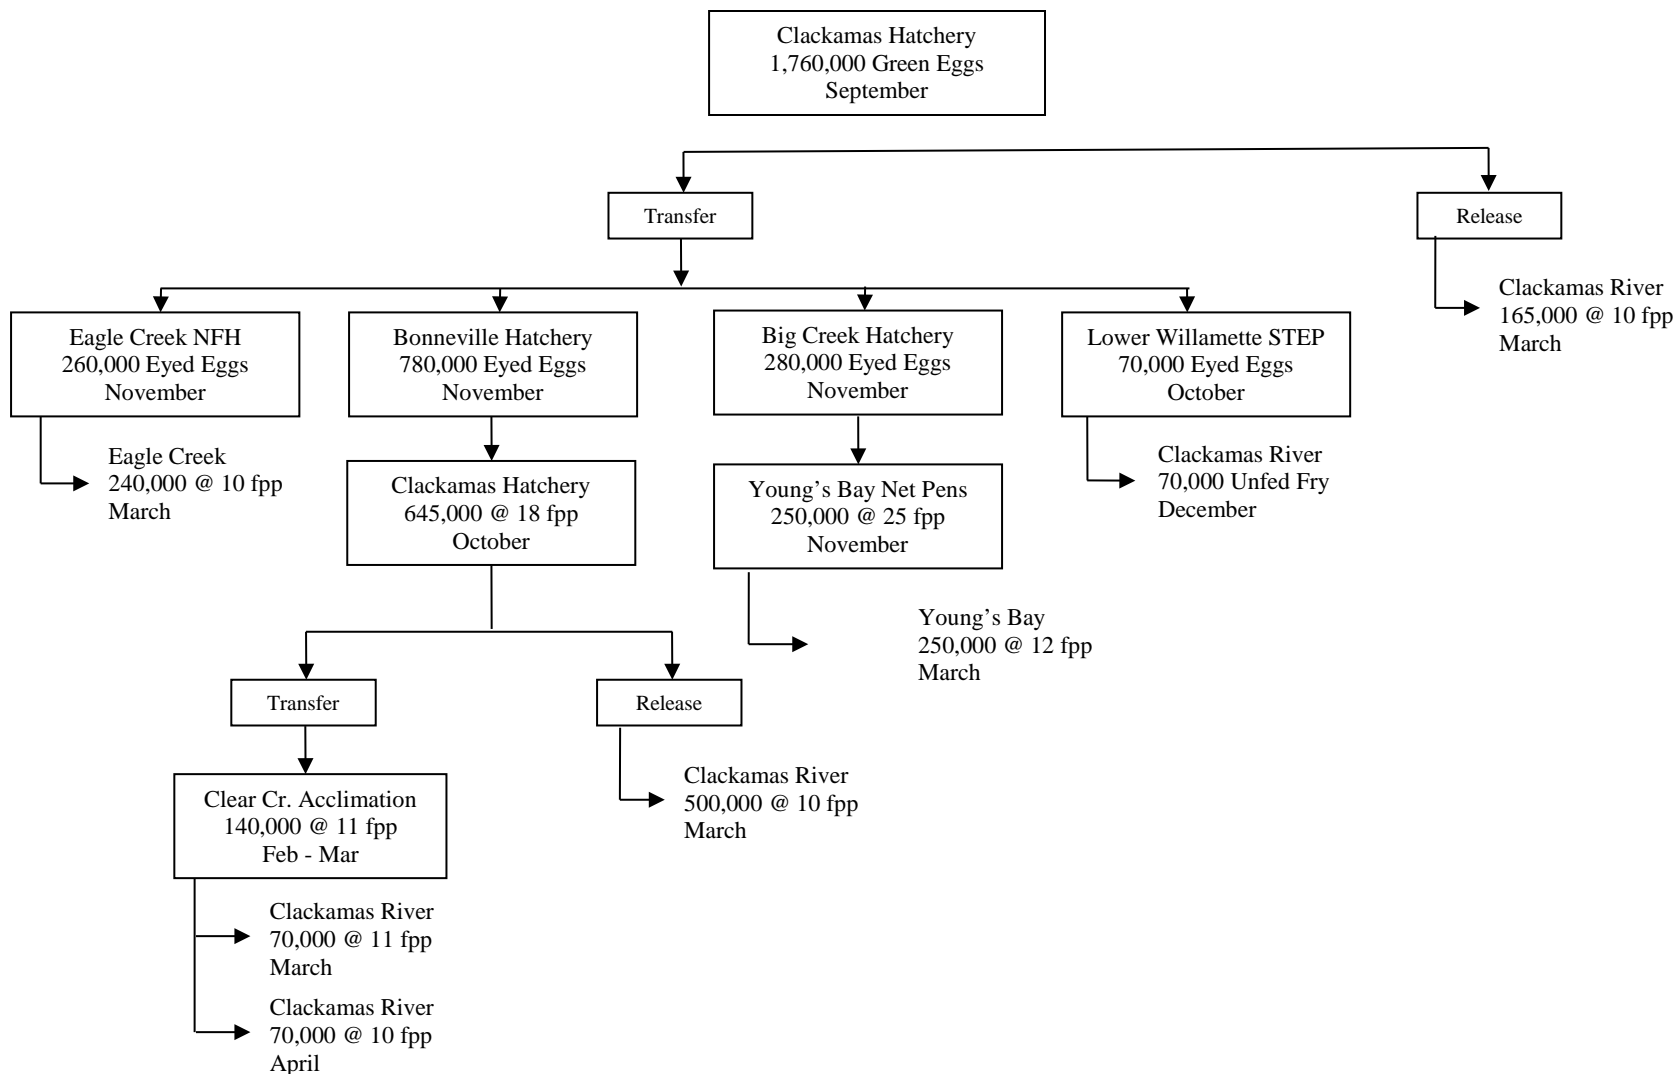 Clackamas Hatchery
1,760,000 Green Eggs
September
Transfer
Release
Clackamas River
165,000 @ 10 fpp
March
Eagle Creek NFH
260,000 Eyed Eggs
November
Bonneville Hatchery
780,000 Eyed Eggs
November
Big Creek Hatchery
280,000 Eyed Eggs
November
Lower Willamette STEP
70,000 Eyed Eggs
October
Eagle Creek
240,000 @ 10 fpp
March
Clackamas Hatchery
645,000 @ 18 fpp
October
Young's Bay Net Pens
250,000 @ 25 fpp
November
Clackamas River
70,000 Unfed Fry
December
Young's Bay
250,000 @ 12 fpp
March
Transfer
Release
Clear Cr. Acclimation
140,000 @ 11 fpp
Feb - Mar
Clackamas River
500,000 @ 10 fpp
March
Clackamas River
70,000 @ 11 fpp
March
Clackamas River
70,000 @ 10 fpp
April